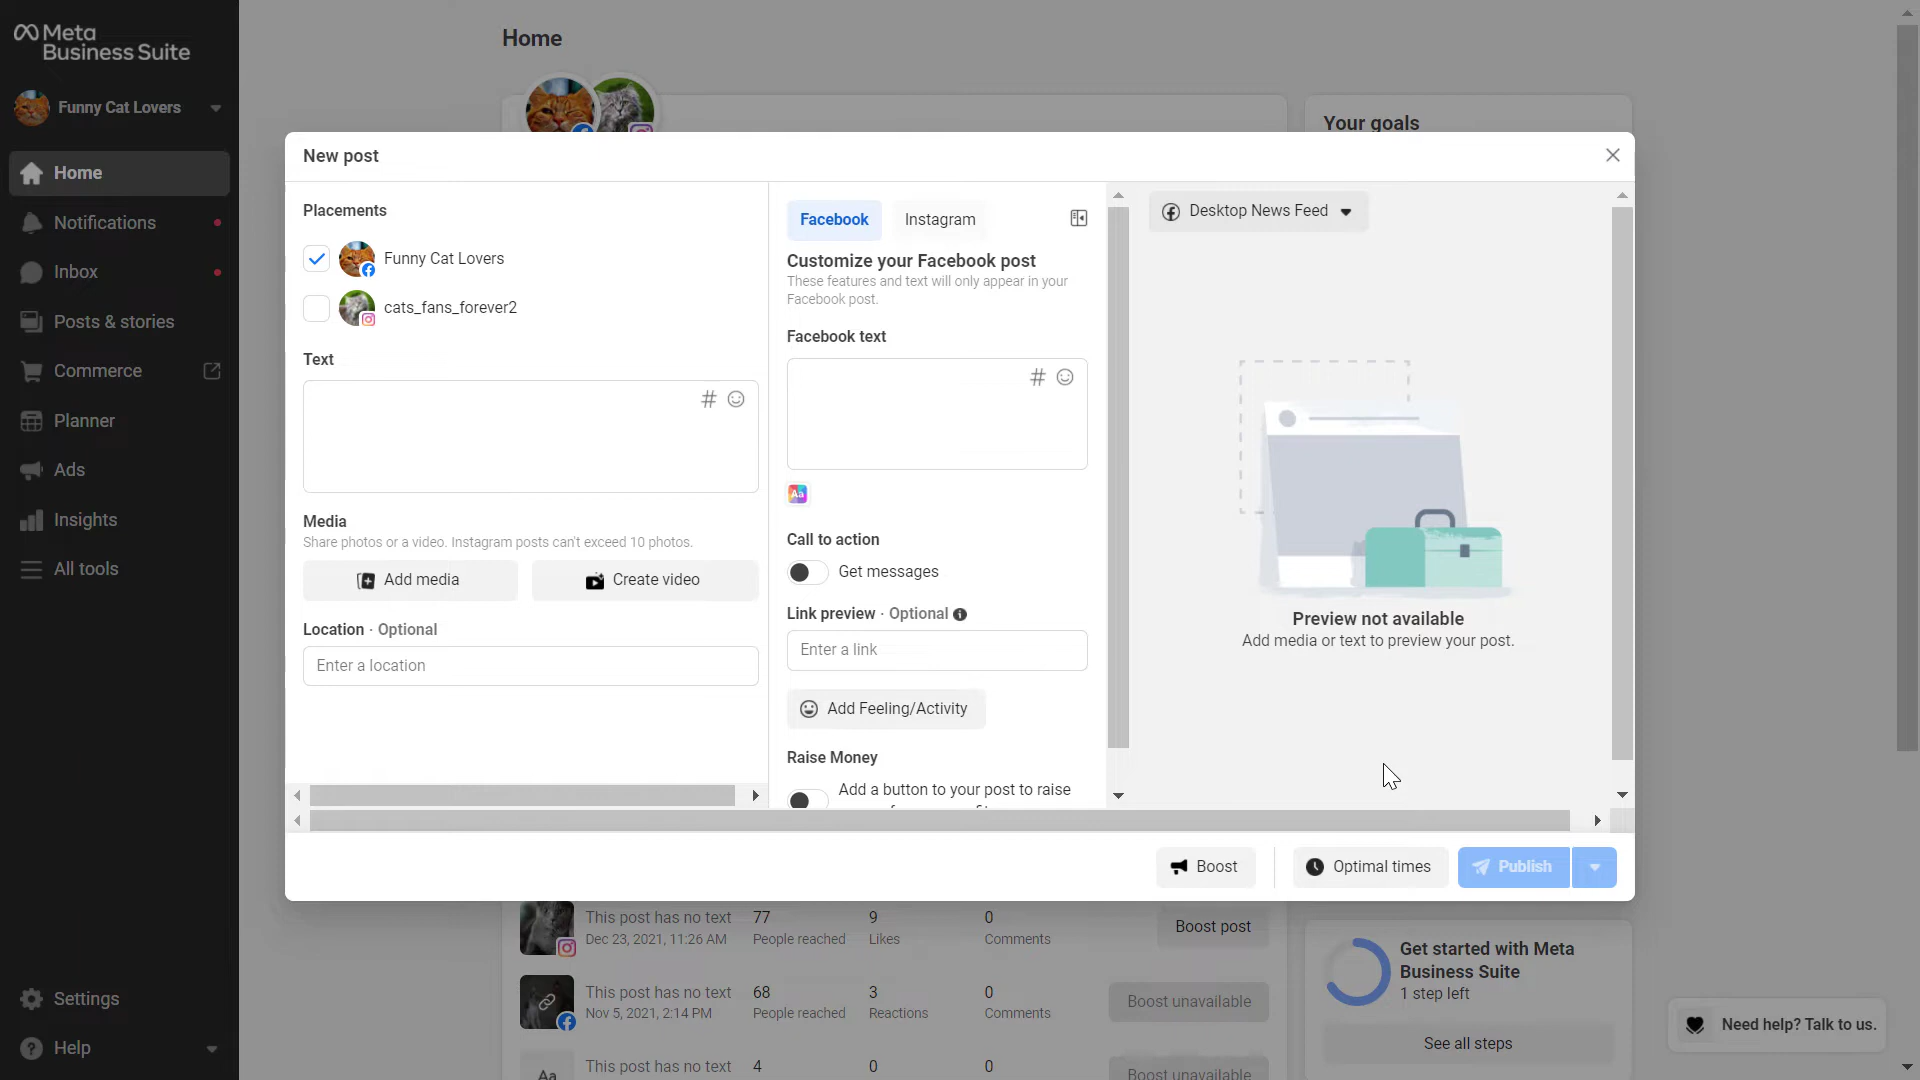 Meta
Business Suite
Funny Cat Lovers
Home
Notifications
Inbox
Posts & stories
Commerce
Planner
Ads
Insights
All tools
Settings
Help
Home
Your goals
New post
Placements
Funny Cat Lovers
cats_fans_forever2
Text
#
Media
Share photos or a video. Instagram posts can't exceed 10 photos.
Add media
Create video
Location · Optional
Enter a location
Facebook
Instagram
Customize your Facebook post
These features and text will only appear in your
Facebook post.
Facebook text
#
Aa
Call to action
Get messages
Link preview · Optional
Enter a link
Add Feeling/Activity
Raise Money
Add a button to your post to raise
Desktop News Feed
Preview not available
Add media or text to preview your post.
Boost
Optimal times
Publish
This post has no text 77 9 0 Boost post
Dec 23, 2021, 11:26 AM People reached Likes Comments
This post has no text 68 3 0 Boost unavailable
Nov 5, 2021, 2:14 PM People reached Reactions Comments
Aa This post has no text 4 0 0 Boost unavailable
Get started with Meta
Business Suite
1 step left
See all steps
Need help? Talk to us.